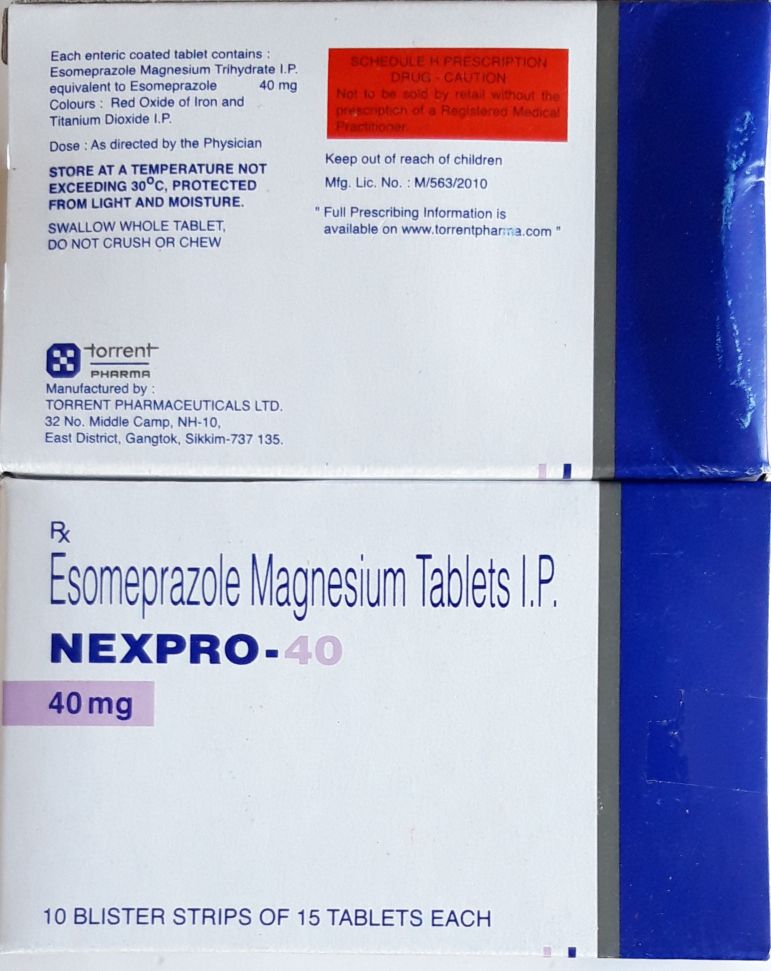 Each enteric coated tablet contains :
Esomeprazole Magnesium Trihydrate I.P.
equivalent to Esomeprazole 40 mg
Colours : Red Oxide of Iron and
Titanium Dioxide I.P.
Dose : As directed by the Physician
STORE AT A TEMPERATURE NOT
EXCEEDING 30°C, PROTECTED
FROM LIGHT AND MOISTURE.
SWALLOW WHOLE TABLET,
DO NOT CRUSH OR CHEW
SCHEDULE H PRESCRIPTION
DRUG - CAUTION
Not to be sold by retail without the
prescription of a Registered Medical
Practitioner.
Keep out of reach of children
Mfg. Lic. No. : M/563/2010
" Full Prescribing Information is
available on www.torrentpharma.com "
torrent
PHARMA
Manufactured by :
TORRENT PHARMACEUTICALS LTD.
32 No. Middle Camp, NH-10,
East District, Gangtok, Sikkim-737 135.
Rx
Esomeprazole Magnesium Tablets I.P.
NEXPRO-40
40 mg
10 BLISTER STRIPS OF 15 TABLETS EACH